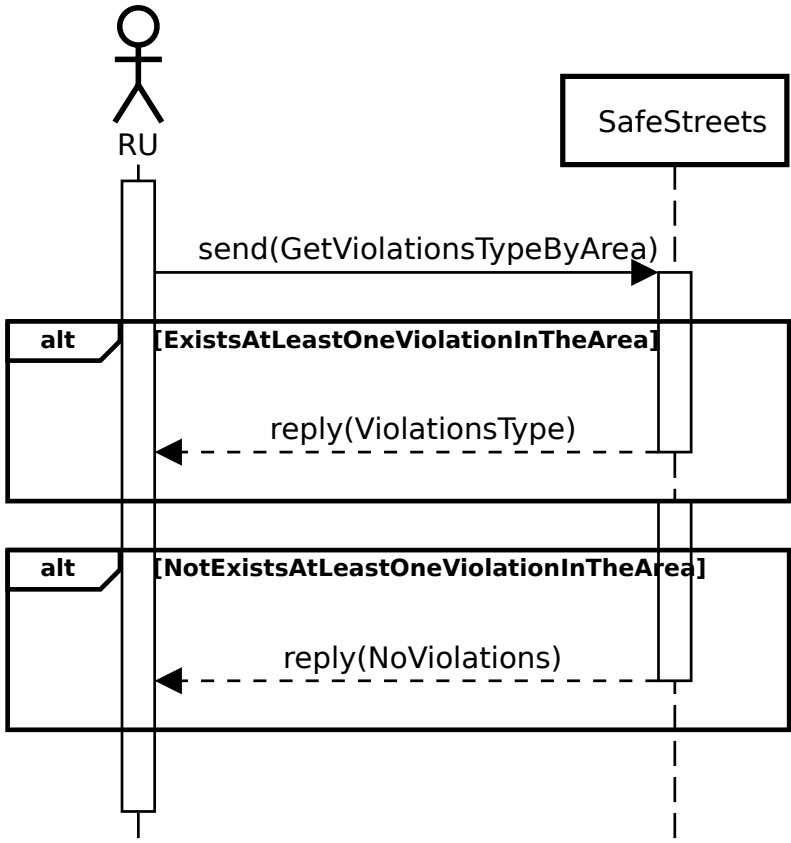 RU
SafeStreets
send(GetViolationsTypeByArea)
alt
[ExistsAtLeastOneViolationInTheArea]
reply(ViolationsType)
alt
[NotExistsAtLeastOneViolationInTheArea]
reply(NoViolations)